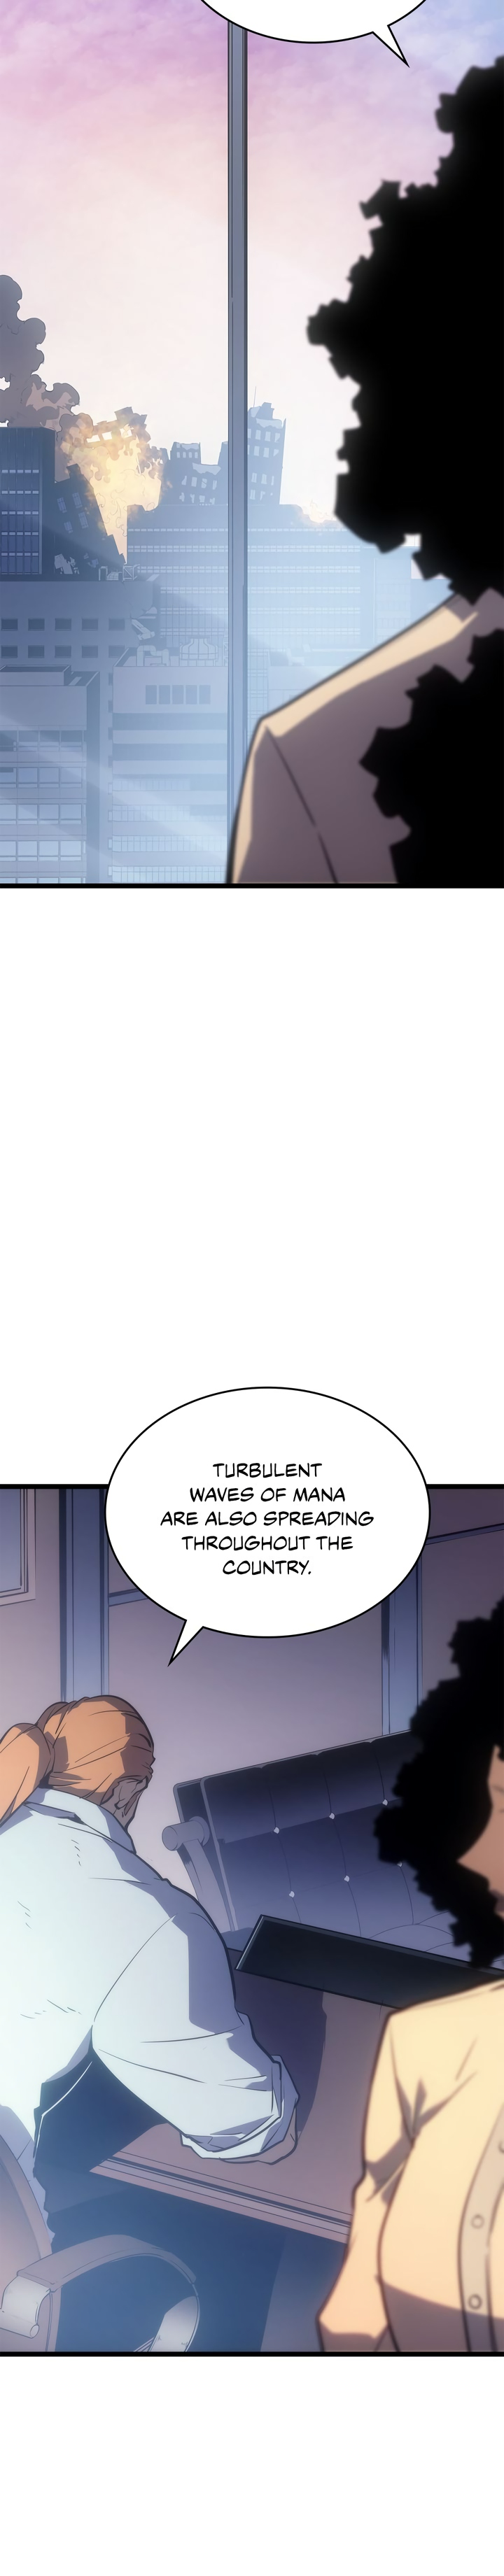 TURBULENT
WAVES OF MANA
ARE ALSO SPREADING
THROUGHOUT THE
COUNTRY.